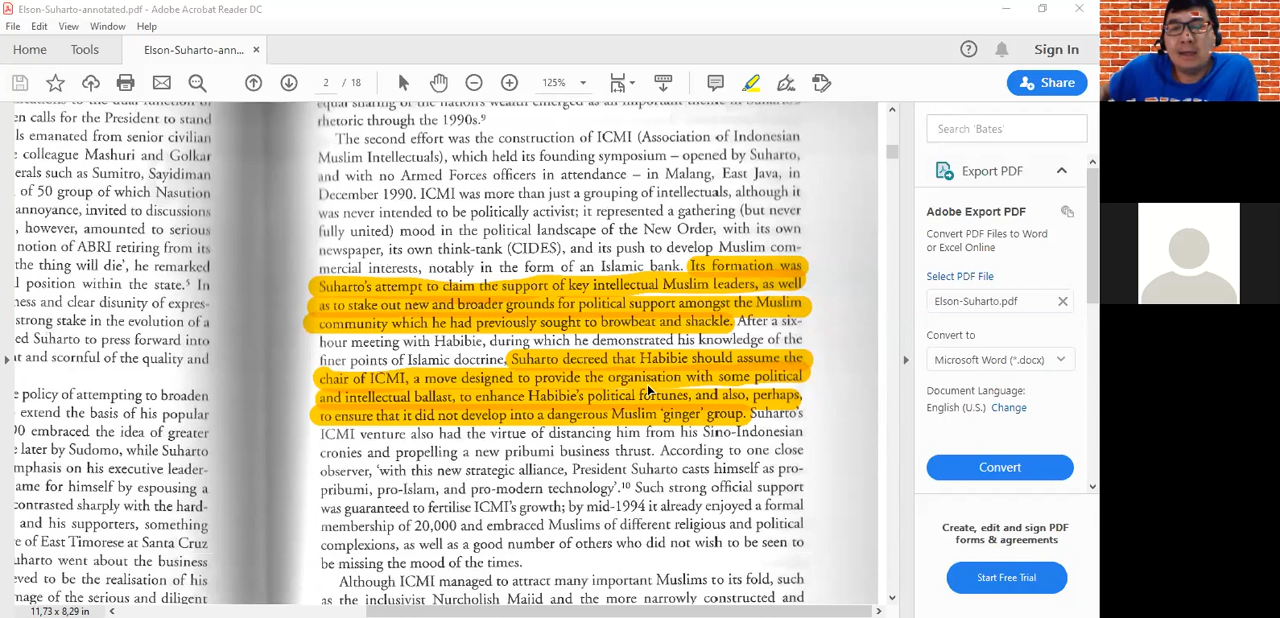 Elson-Suharto-annotated.pdf - Adobe Acrobat Reader DC
File Edit View Window Help
Home Tools Elson-Suharto-ann... × Sign In
2 / 18 125% Share
en calls for the President to stand
ls emanated from senior civilian
e colleague Mashuri and Golkar
erals such as Sumitro, Sayidiman
of 50 group of which Nasution
annoyance, invited to discussions
, however, amounted to serious
notion of ABRI retiring from its
the thing will die', he remarked
l position within the state.⁵ In
ness and clear disunity of expres-
strong stake in the evolution of a
ed Suharto to press forward into
at and scornful of the quality and
e policy of attempting to broaden
extend the basis of his popular
90 embraced the idea of greater
later by Sudomo, while Suharto
mphasis on his executive leader-
ame for himself by espousing a
contrasted sharply with the hard-
and his supporters, something
e of East Timorese at Santa Cruz
uharto went about the business
eved to be the realisation of his
mage of the serious and diligent
equal sharing of the nation's wealth emerged as an important theme in Suharto's
rhetoric through the 1990s.⁹
The second effort was the construction of ICMI (Association of Indonesian
Muslim Intellectuals), which held its founding symposium – opened by Suharto,
and with no Armed Forces officers in attendance – in Malang, East Java, in
December 1990. ICMI was more than just a grouping of intellectuals, although it
was never intended to be politically activist; it represented a gathering (but never
fully united) mood in the political landscape of the New Order, with its own
newspaper, its own think-tank (CIDES), and its push to develop Muslim com-
mercial interests, notably in the form of an Islamic bank. Its formation was
Suharto's attempt to claim the support of key intellectual Muslim leaders, as well
as to stake out new and broader grounds for political support amongst the Muslim
community which he had previously sought to browbeat and shackle. After a six-
hour meeting with Habibie, during which he demonstrated his knowledge of the
finer points of Islamic doctrine, Suharto decreed that Habibie should assume the
chair of ICMI, a move designed to provide the organisation with some political
and intellectual ballast, to enhance Habibie's political fortunes, and also, perhaps,
to ensure that it did not develop into a dangerous Muslim 'ginger' group. Suharto's
ICMI venture also had the virtue of distancing him from his Sino-Indonesian
cronies and propelling a new pribumi business thrust. According to one close
observer, 'with this new strategic alliance, President Suharto casts himself as pro-
pribumi, pro-Islam, and pro-modern technology'.¹⁰ Such strong official support
was guaranteed to fertilise ICMI's growth; by mid-1994 it already enjoyed a formal
membership of 20,000 and embraced Muslims of different religious and political
complexions, as well as a good number of others who did not wish to be seen to
be missing the mood of the times.
Although ICMI managed to attract many important Muslims to its fold, such
as the inclusivist Nurcholish Majid and the more narrowly constructed and
11,73 x 8,29 in
Search 'Bates'
Export PDF
Adobe Export PDF
Convert PDF Files to Word
or Excel Online
Select PDF File
Elson-Suharto.pdf
Convert to
Microsoft Word (*.docx)
Document Language:
English (U.S.) Change
Convert
Create, edit and sign PDF
forms & agreements
Start Free Trial